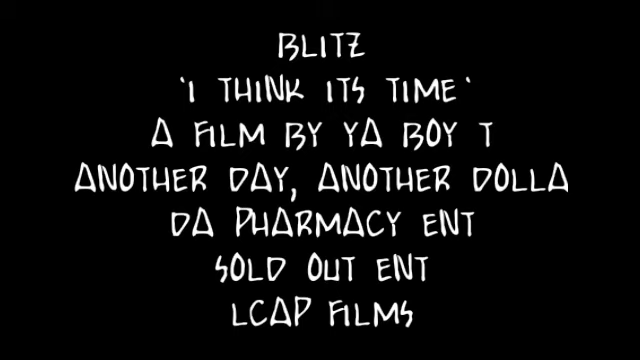 BLITZ
'I THINK ITS TIME'
A FILM BY YA BOY T
ANOTHER DAY, ANOTHER DOLLA
DA PHARMACY ENT
SOLD OUT ENT
LCAP FILMS